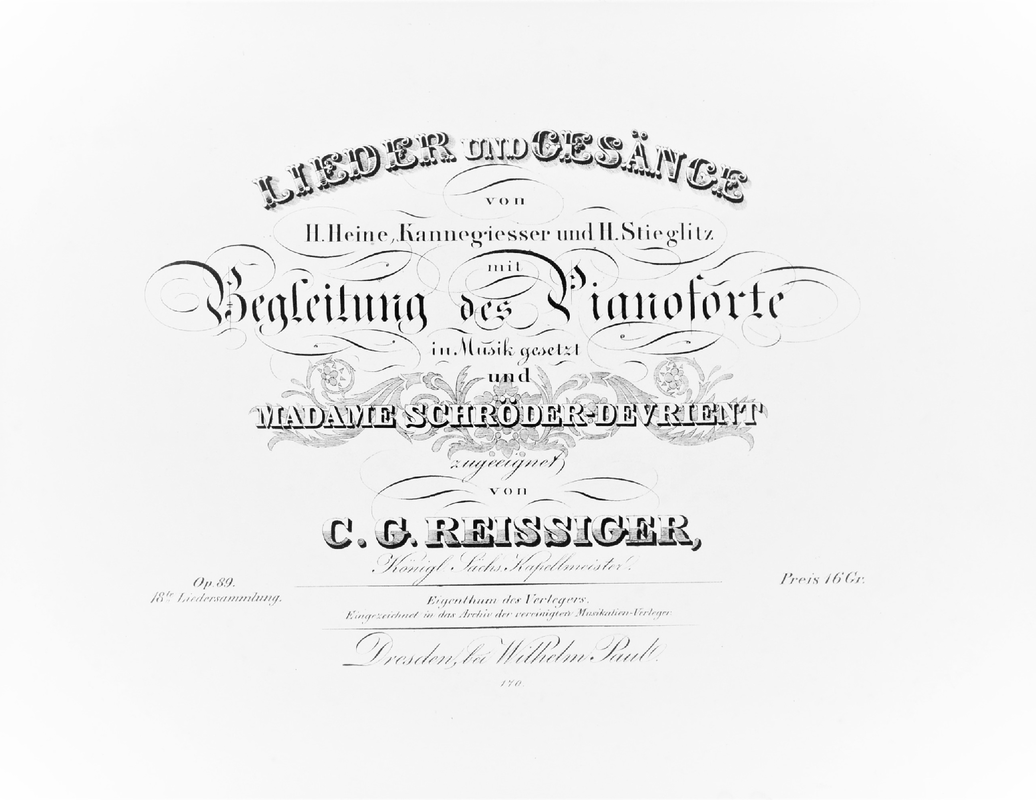 LIEDER UND GESÄNGE
von
H. Heine, Kannegiesser und H. Stieglitz
mit
Begleitung des Pianoforte
in Musik gesetzt
und
MADAME SCHRÖDER-DEVRIENT
zugeeignet
von
C. G. REISSIGER,
Königl Sächs. Kapellmeister.
Op. 89.
18te Liedersammlung.
Preis 16 Gr.
Eigenthum des Verlegers.
Eingezeichnet in das Archiv der vereinigten Musikalien-Verleger.
Dresden, bei Wilhelm Paul.
170.